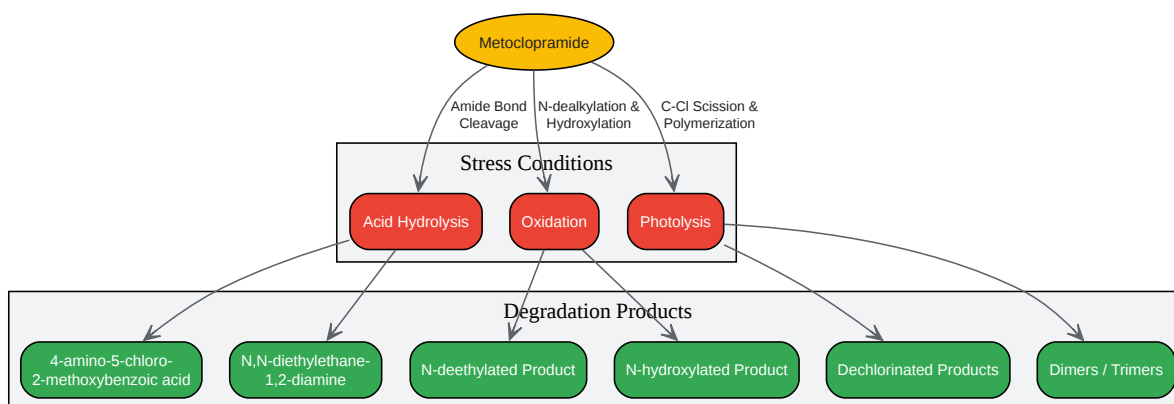 Metoclopramide
Amide Bond
Cleavage
N-dealkylation &
Hydroxylation
C-Cl Scission &
Polymerization
Stress Conditions
Acid Hydrolysis
Oxidation
Photolysis
Degradation Products
4-amino-5-chloro-
2-methoxybenzoic acid
N,N-diethylethane-
1,2-diamine
N-deethylated Product
N-hydroxylated Product
Dechlorinated Products
Dimers / Trimers